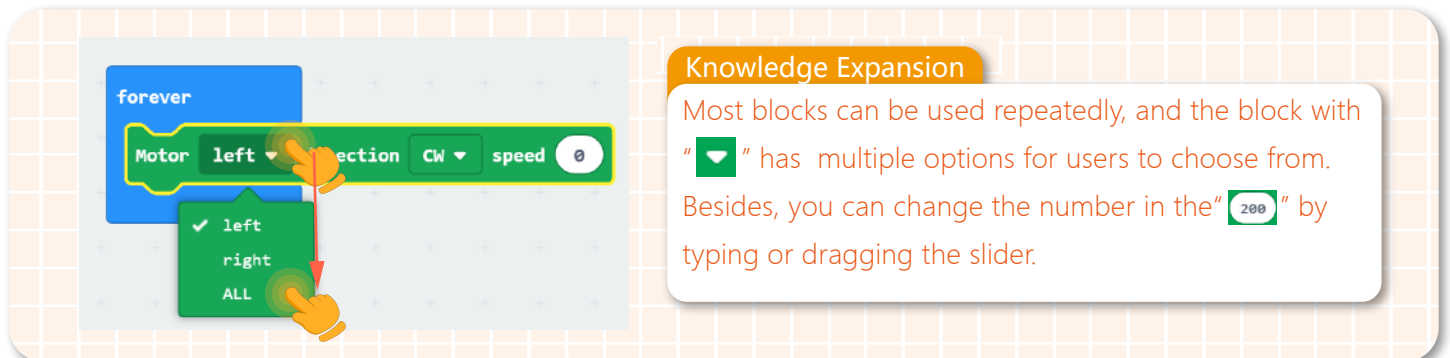 forever
Motor left ection CW speed 0
left
right
ALL
Knowledge Expansion
Most blocks can be used repeatedly, and the block with
“ ” has multiple options for users to choose from.
Besides, you can change the number in the“ 200 ” by
typing or dragging the slider.